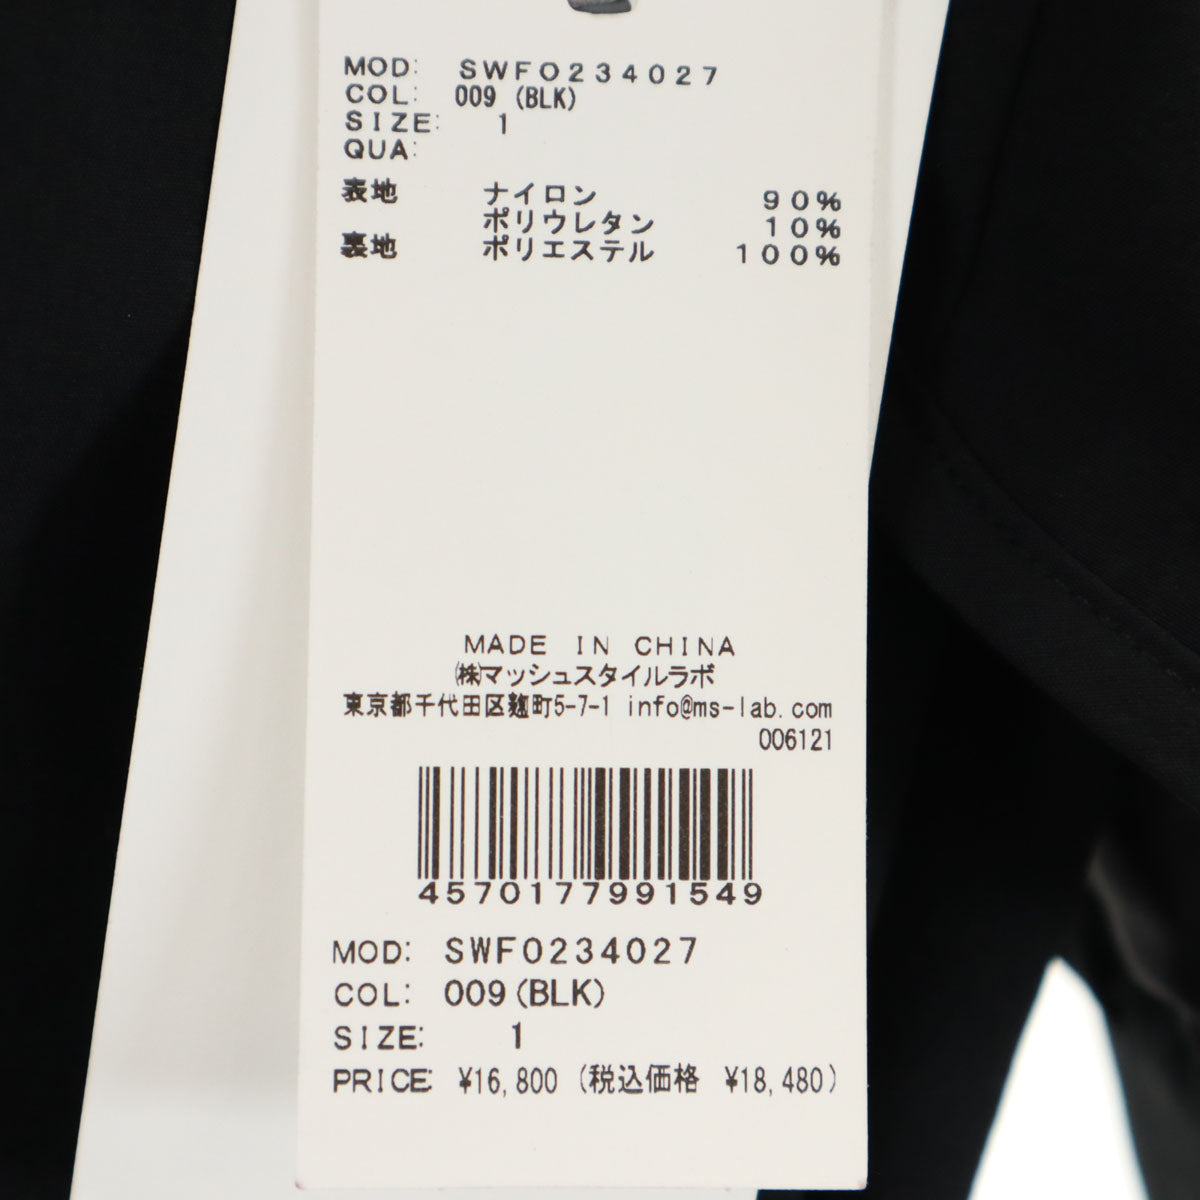 MOD: SWFO234027
COL: 009 (BLK)
SIZE: 1
QUA:
表地 ナイロン 90%
ポリウレタン 10%
裏地 ポリエステル 100%
MADE IN CHINA
㈱マッシュスタイルラボ
東京都千代田区麹町5-7-1 info@ms-lab.com
006121
4570177991549
MOD: SWFO234027
COL: 009(BLK)
SIZE: 1
PRICE: ¥16,800 (税込価格 ¥18,480)